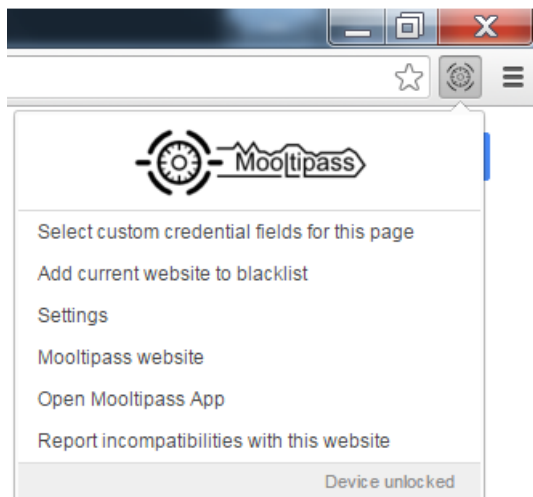 Mooltipass
Select custom credential fields for this page
Add current website to blacklist
Settings
Mooltipass website
Open Mooltipass App
Report incompatibilities with this website
Device unlocked